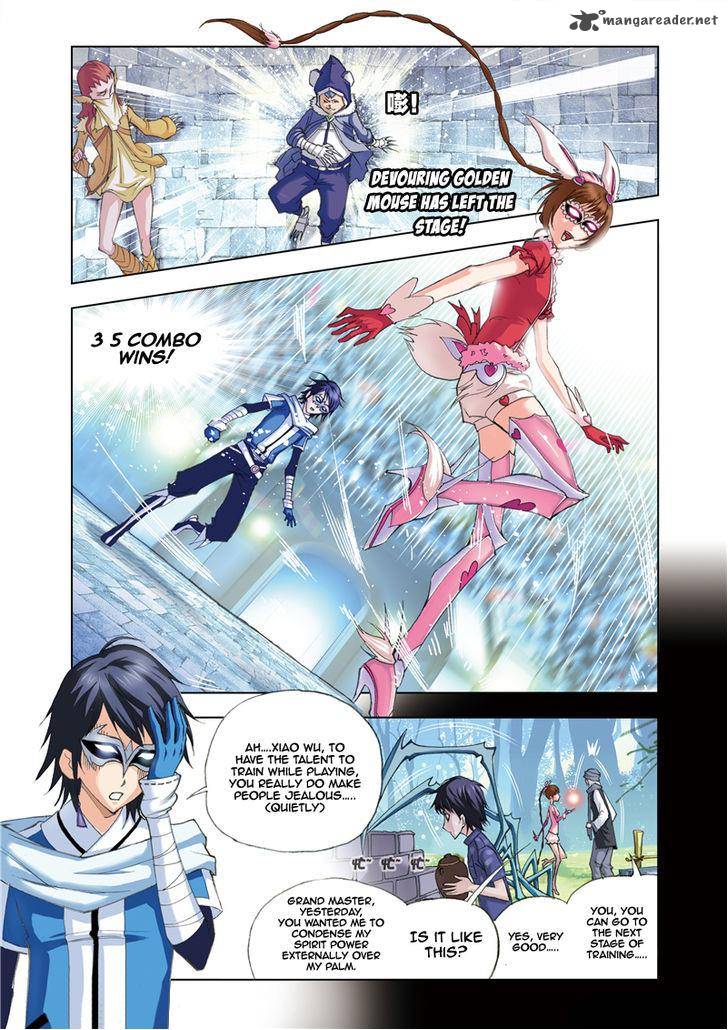 mangareader.net
嘭!
DEVOURING GOLDEN
MOUSE HAS LEFT THE
STAGE!
3 5 COMBO
WINS!
AH....XIAO WU, TO
HAVE THE TALENT TO
TRAIN WHILE PLAYING,
YOU REALLY DO MAKE
PEOPLE JEALOUS.....
(QUIETLY)
GRAND MASTER,
YESTERDAY,
YOU WANTED ME TO
CONDENSE MY
SPIRIT POWER
EXTERNALLY OVER
MY PALM.
IS IT LIKE
THIS?
YES, VERY
GOOD.....
YOU, YOU
CAN GO TO
THE NEXT
STAGE OF
TRAINING.....